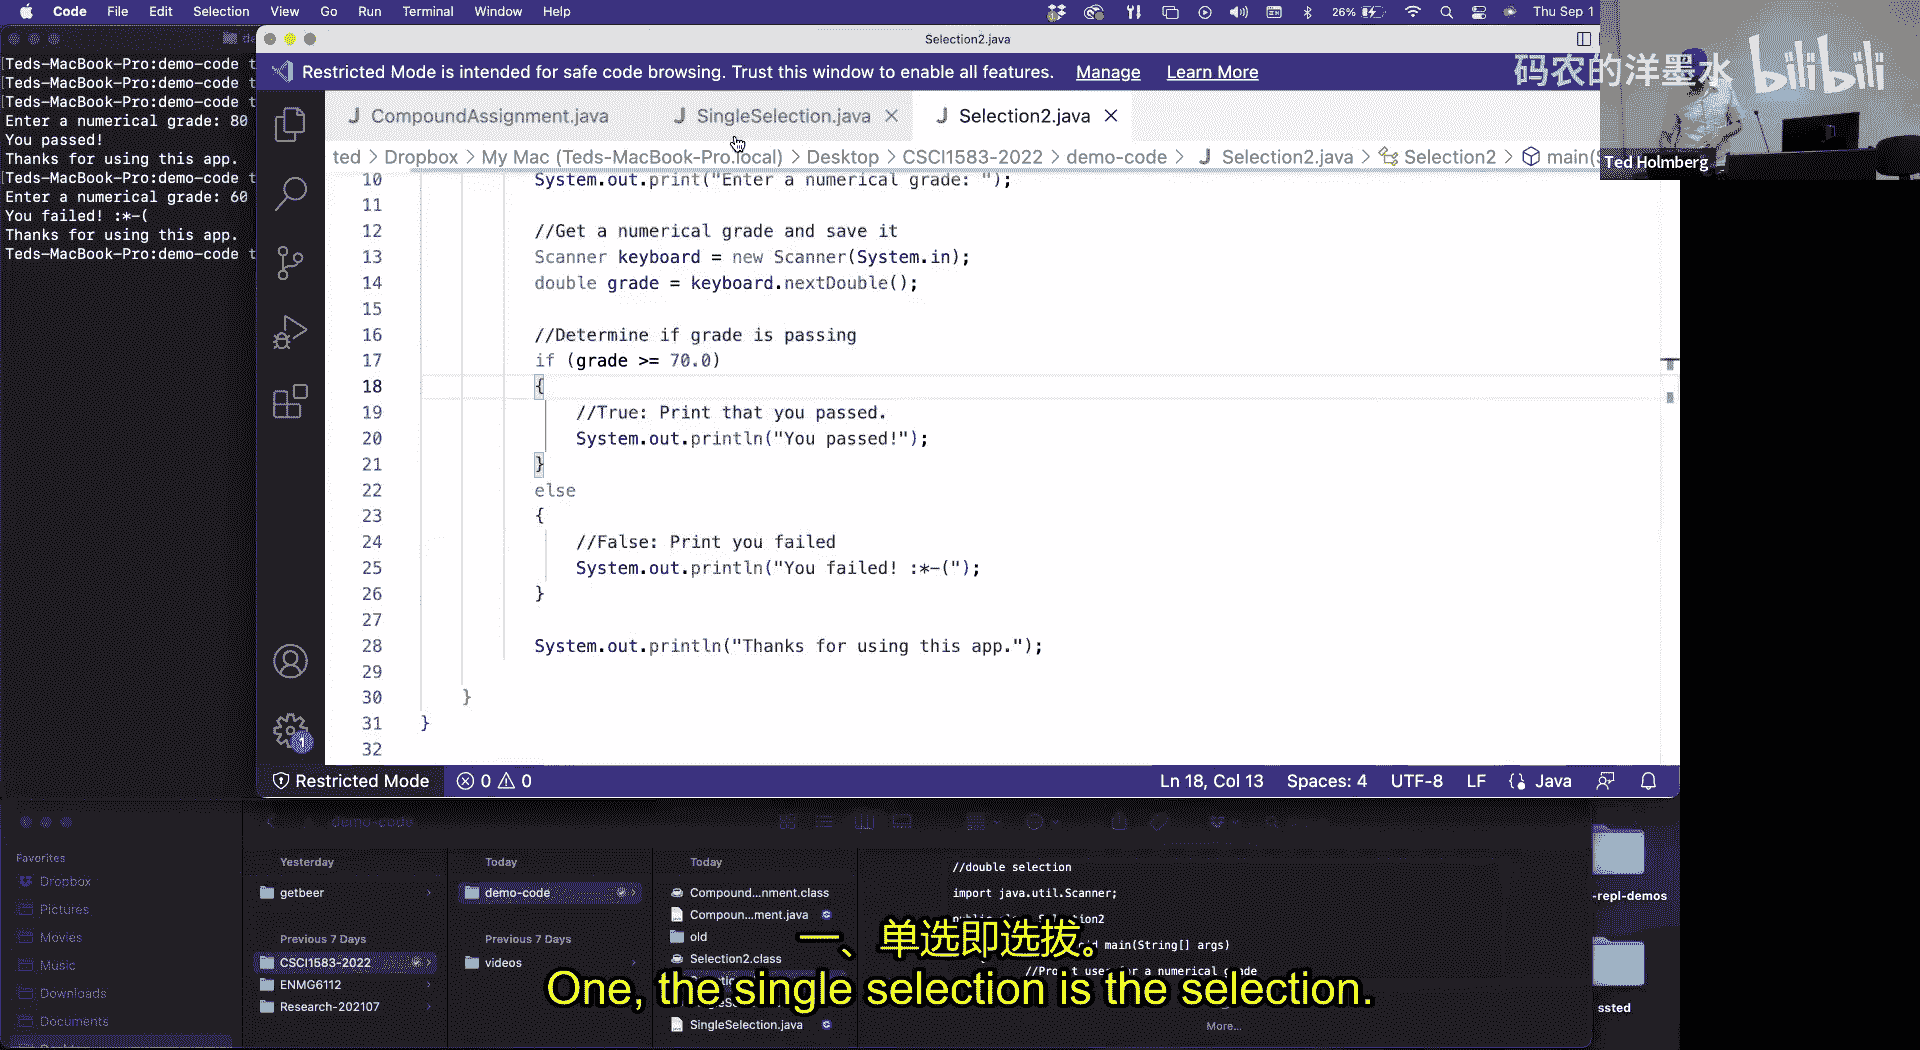 Code File Edit Selection View Go Run Terminal Window Help
26%
Thu Sep 1
Selection2.java
Restricted Mode is intended for safe code browsing. Trust this window to enable all features. Manage Learn More
码农的洋墨水 bilibili
Ted Holmberg
CompoundAssignment.java
SingleSelection.java
Selection2.java
ted > Dropbox > My Mac (Teds-MacBook-Pro.local) > Desktop > CSCI1583-2022 > demo-code > Selection2.java > Selection2 >
[Teds-MacBook-Pro:demo-code t
[Teds-MacBook-Pro:demo-code t
[Teds-MacBook-Pro:demo-code t
Enter a numerical grade: 80
You passed!
Thanks for using this app.
[Teds-MacBook-Pro:demo-code t
Enter a numerical grade: 60
You failed! :*-(
Thanks for using this app.
Teds-MacBook-Pro:demo-code t
10 System.out.print("Enter a numerical grade: ");
11
12 //Get a numerical grade and save it
13 Scanner keyboard = new Scanner(System.in);
14 double grade = keyboard.nextDouble();
15
16 //Determine if grade is passing
17 if (grade >= 70.0)
18 {
19 //True: Print that you passed.
20 System.out.println("You passed!");
21 }
22 else
23 {
24 //False: Print you failed
25 System.out.println("You failed! :*-(");
26 }
27
28 System.out.println("Thanks for using this app.");
29
30 }
31 }
32
1
Restricted Mode 0 0
Ln 18, Col 13 Spaces: 4 UTF-8 LF Java
demo-code
Favorites
Dropbox
Pictures
Movies
Music
Downloads
Documents
Yesterday
getbeer
Previous 7 Days
CSCI1583-2022
ENMG6112
Research-202107
Today
demo-code
Previous 7 Days
videos
Today
Compound...nment.class
Compoun...ment.java
old
Selection2.class
SingleSelection.java
//double selection
import java.util.Scanner;
main(String[] args)
More...
-repl-demos
ssted
一、单选即选拔。
One, the single selection is the selection.